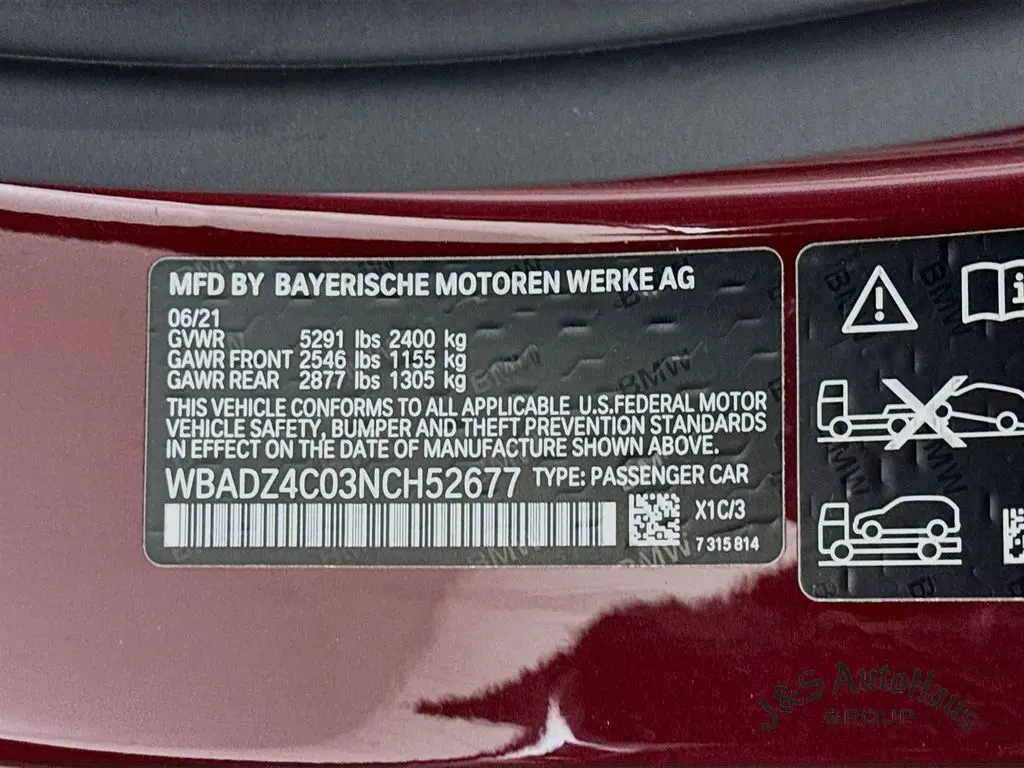 MFD BY BAYERISCHE MOTOREN WERKE AG
06/21
GVWR 5291 lbs 2400 kg
GAWR FRONT 2546 lbs 1155 kg
GAWR REAR 2877 lbs 1305 kg
THIS VEHICLE CONFORMS TO ALL APPLICABLE U.S.FEDERAL MOTOR
VEHICLE SAFETY, BUMPER AND THEFT PREVENTION STANDARDS
IN EFFECT ON THE DATE OF MANUFACTURE SHOWN ABOVE.
WBADZ4C03NCH52677 TYPE: PASSENGER CAR
X1C/3
7 315 814
J&S AutoHaus
GROUP